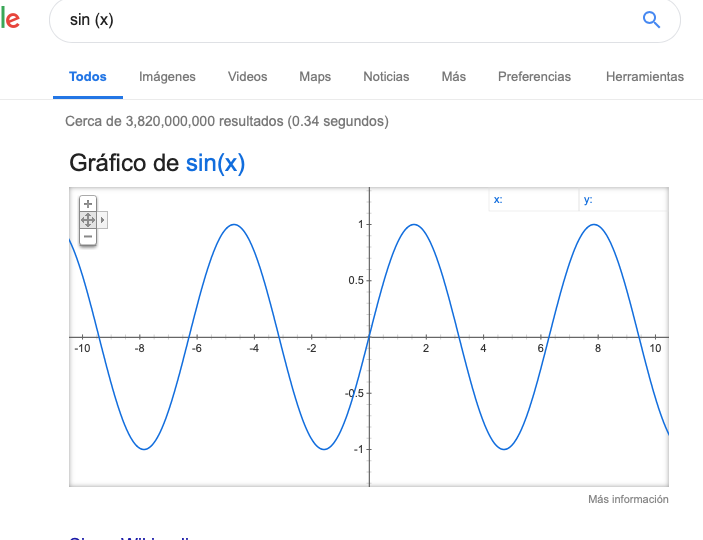 le sin (x)
Todos Imágenes Videos Maps Noticias Más Preferencias Herramientas
Cerca de 3,820,000,000 resultados (0.34 segundos)
Gráfico de sin(x)
x: y:
1
0.5
-10 -8 -6 -4 -2 2 4 6 8 10
-0.5
-1
Más información